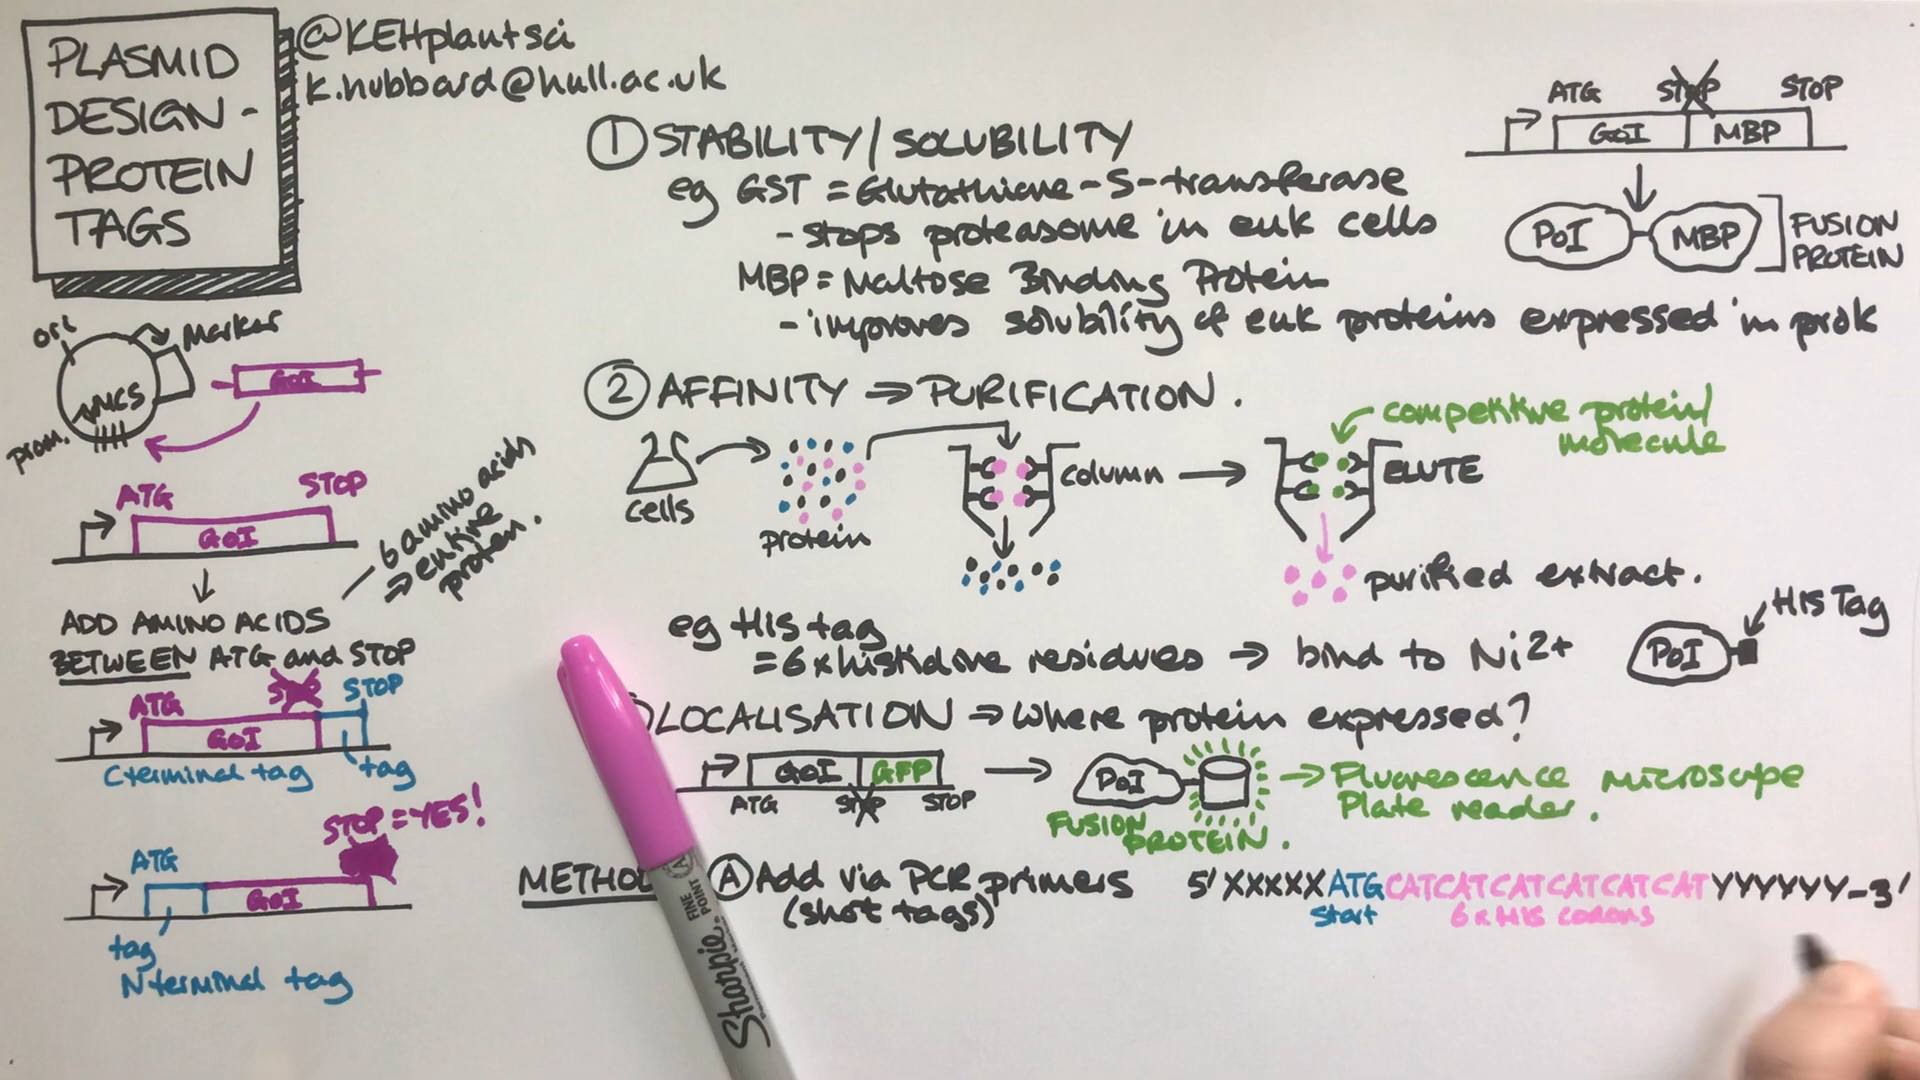 PLASMID
DESIGN -
PROTEIN
TAGS
@KEHplantsci
k.hubbard@hull.ac.uk
ori
Marker
MCS
prom.
GoI
ATG
STOP
GoI
6 amino acids
→ entire
protein.
ADD AMINO ACIDS
BETWEEN ATG and STOP
ATG
STOP
STOP
GoI
C terminal tag
tag
STOP = YES!
ATG
GoI
tag
N terminal tag
① STABILITY/SOLUBILITY
eg GST = Glutathione-S-transferase
- stops proteasome in euk cells
MBP = Maltose Binding Protein
- improves solubility of euk proteins expressed in prok
ATG
STOP
STOP
GoI
MBP
PoI
MBP
FUSION
PROTEIN
② AFFINITY → PURIFICATION.
cells
protein
column
competitive protein/
molecule
ELUTE
purified extract.
eg His tag
= 6 x histidine residues → bind to Ni2+
PoI
His Tag
LOCALISATION → Where protein expressed?
GoI
GFP
ATG
STOP
STOP
PoI
FUSION
PROTEIN.
→ Fluorescence microscope
Plate reader.
METHO
Ⓐ Add via PCR primers
(short tags)
5' XXXXXATGCATCATCATCATCATCATYYYYYY-3'
Start
6 x His codons
Sharpie
FINE
POINT